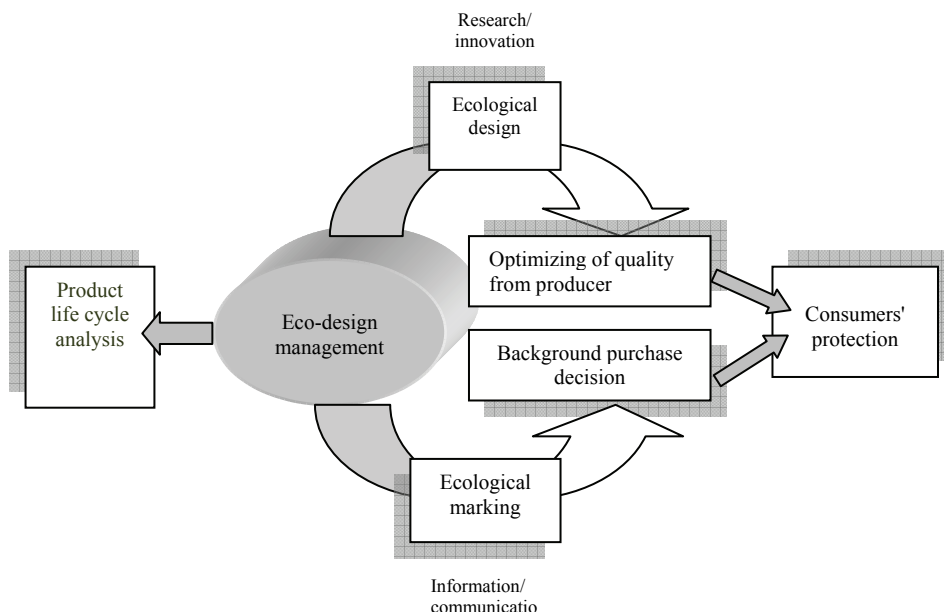 Research/
innovation
Ecological
design
Optimizing of quality
from producer
Product
life cycle
analysis
Eco-design
management
Consumers'
protection
Background purchase
decision
Ecological
marking
Information/
communicatio